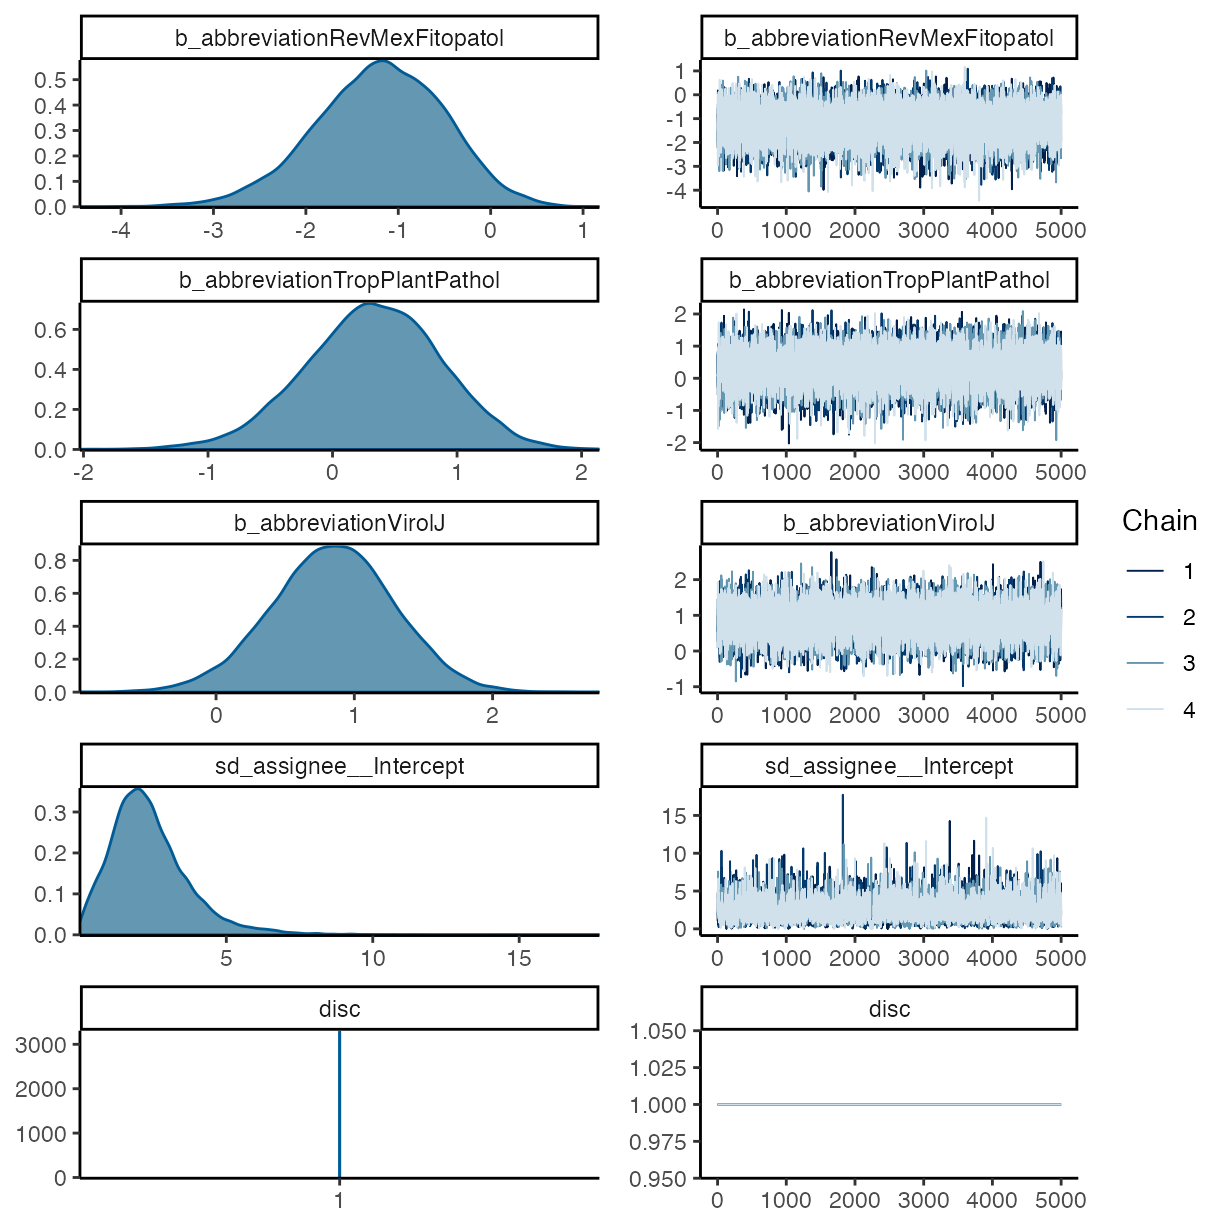 b_abbreviationRevMexFitopatol
0.5
0.4
0.3
0.2
0.1
0.0
-4 -3 -2 -1 0 1
b_abbreviationRevMexFitopatol
1
0
-1
-2
-3
-4
0 1000 2000 3000 4000 5000
b_abbreviationTropPlantPathol
0.6
0.4
0.2
0.0
-2 -1 0 1 2
b_abbreviationTropPlantPathol
2
1
0
-1
-2
0 1000 2000 3000 4000 5000
b_abbreviationVirolJ
0.8
0.6
0.4
0.2
0.0
0 1 2
b_abbreviationVirolJ
2
1
0
-1
0 1000 2000 3000 4000 5000
sd_assignee__Intercept
0.3
0.2
0.1
0.0
5 10 15
sd_assignee__Intercept
15
10
5
0
0 1000 2000 3000 4000 5000
disc
3000
2000
1000
0
1
disc
1.050
1.025
1.000
0.975
0.950
0 1000 2000 3000 4000 5000
Chain
1
2
3
4